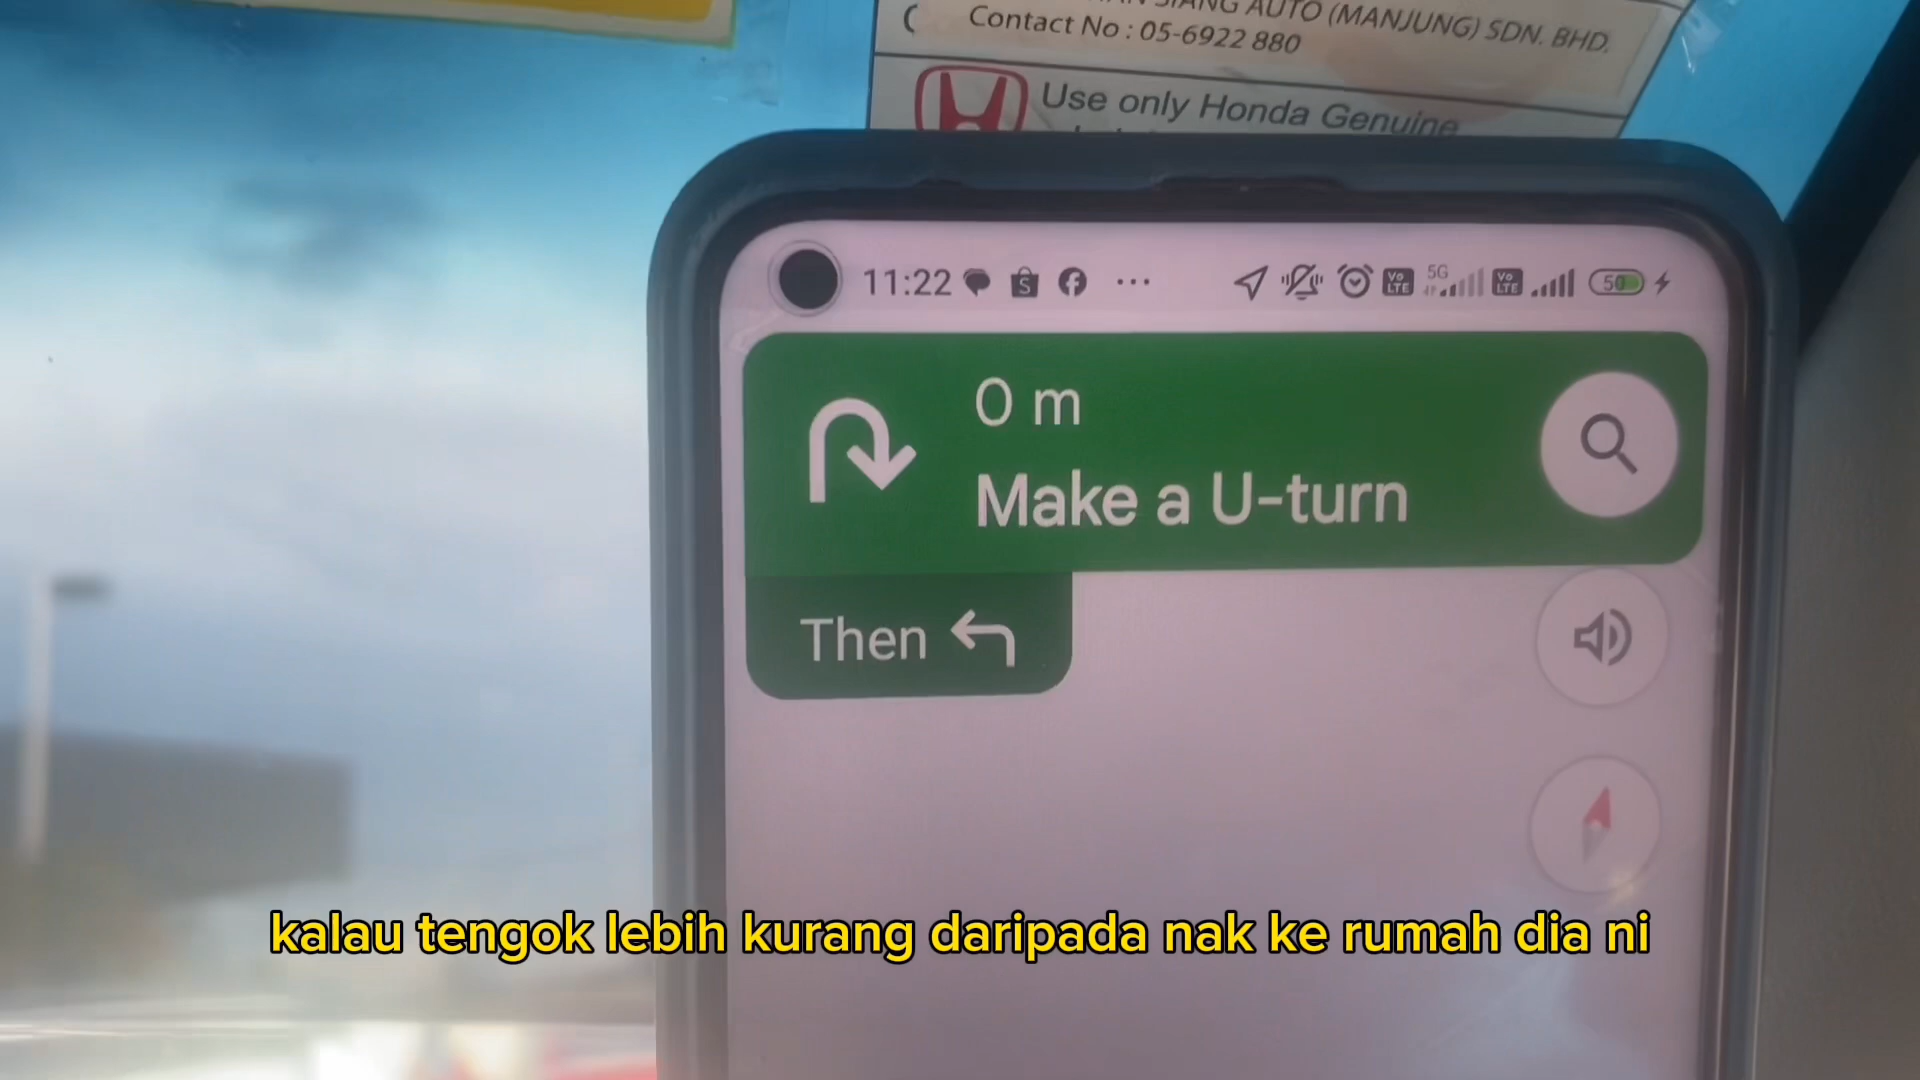 SIANG AUTO (MANJUNG) SDN. BHD.
Contact No : 05-6922 880
Use only Honda Genuine
11:22
5G
50
0 m
Make a U-turn
Then
kalau tengok lebih kurang daripada nak ke rumah dia ni